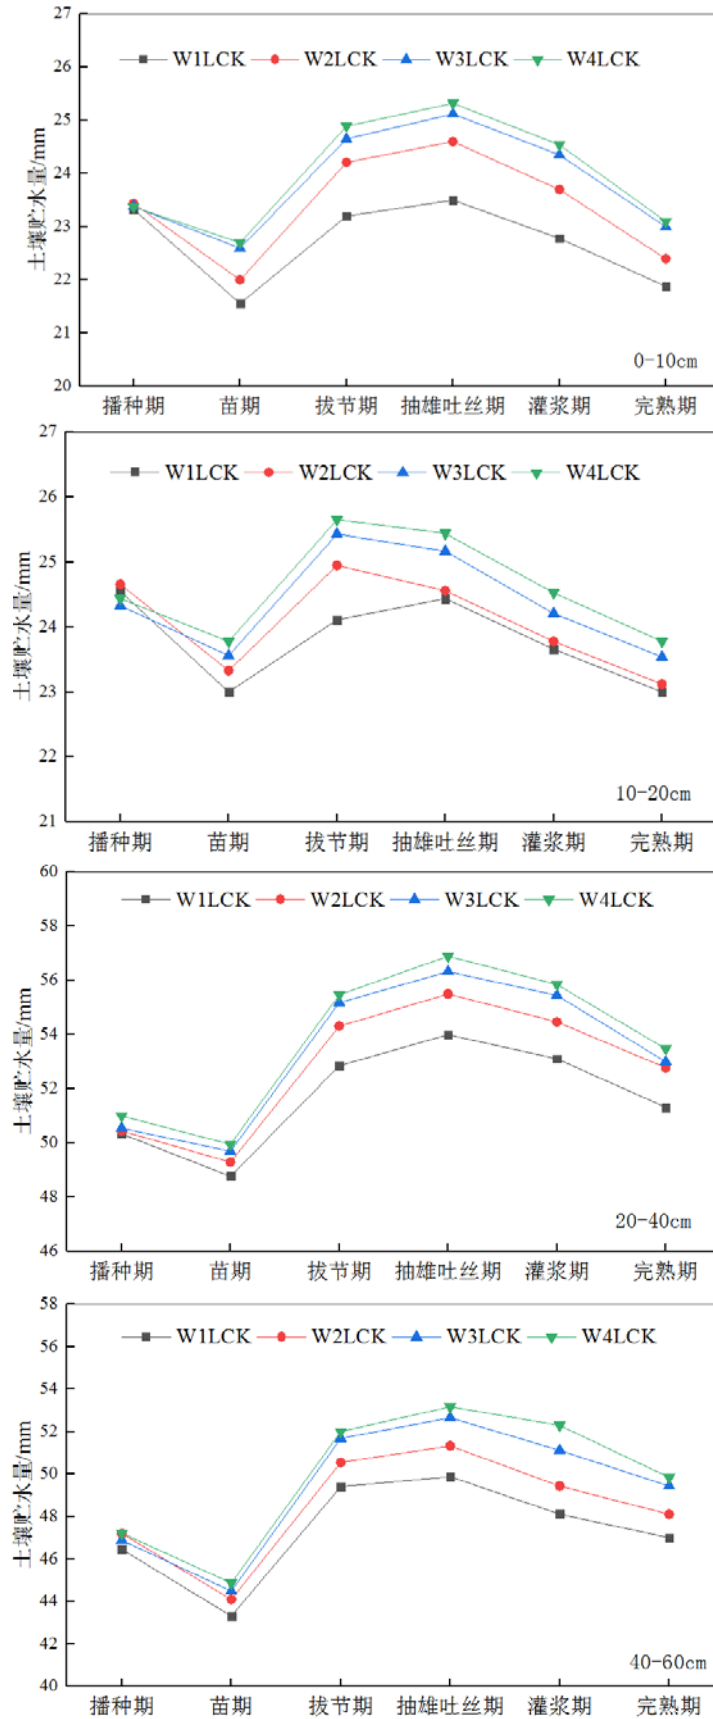 27
26
25
24
23
22
21
20
土壤贮水量/mm
W1LCK W2LCK W3LCK W4LCK
0-10cm
播种期 苗期 拔节期 抽雄吐丝期 灌浆期 完熟期
27
26
25
24
23
22
21
土壤贮水量/mm
W1LCK W2LCK W3LCK W4LCK
10-20cm
播种期 苗期 拔节期 抽雄吐丝期 灌浆期 完熟期
60
58
56
54
52
50
48
46
土壤贮水量/mm
W1LCK W2LCK W3LCK W4LCK
20-40cm
播种期 苗期 拔节期 抽雄吐丝期 灌浆期 完熟期
58
56
54
52
50
48
46
44
42
40
土壤贮水量/mm
W1LCK W2LCK W3LCK W4LCK
40-60cm
播种期 苗期 拔节期 抽雄吐丝期 灌浆期 完熟期